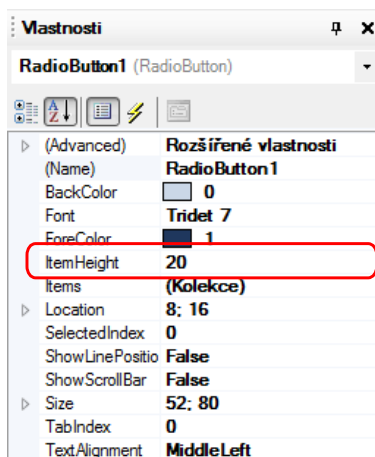 Vlastnosti
RadioButton1 (RadioButton)
(Advanced) Rozšířené vlastnosti
(Name) RadioButton1
BackColor 0
Font Tridet 7
ForeColor 1
ItemHeight 20
Items (Kolekce)
Location 8; 16
SelectedIndex 0
ShowLinePositio False
ShowScrollBar False
Size 52; 80
TabIndex 0
TextAlignment MiddleLeft